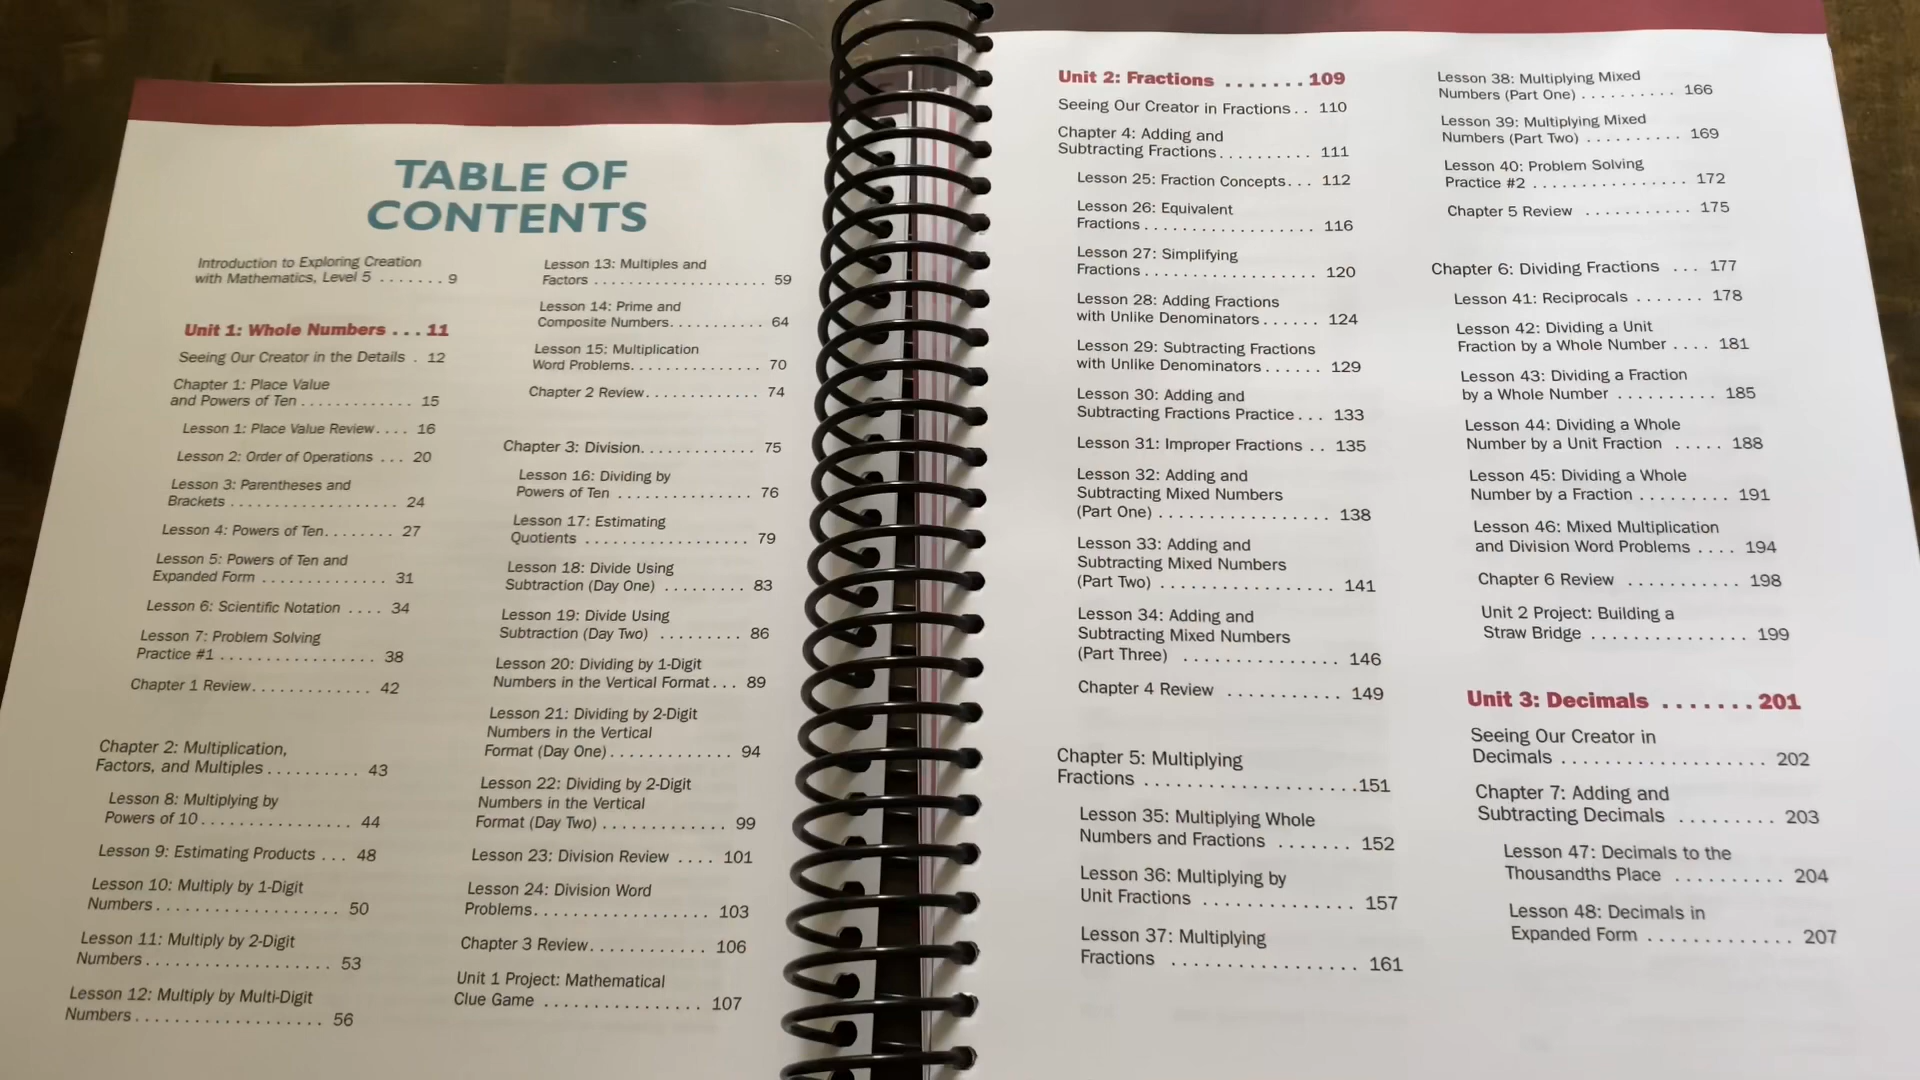 TABLE OF
CONTENTS
Introduction to Exploring Creation
with Mathematics, Level 5 . . . . . . . 9
Unit 1: Whole Numbers . . . 11
Seeing Our Creator in the Details . 12
Chapter 1: Place Value
and Powers of Ten . . . . . . . . . . . . 15
Lesson 1: Place Value Review. . . . 16
Lesson 2: Order of Operations . . . 20
Lesson 3: Parentheses and
Brackets . . . . . . . . . . . . . . . . . . . 24
Lesson 4: Powers of Ten. . . . . . . . 27
Lesson 5: Powers of Ten and
Expanded Form . . . . . . . . . . . . . 31
Lesson 6: Scientific Notation . . . . 34
Lesson 7: Problem Solving
Practice #1 . . . . . . . . . . . . . . . . 38
Chapter 1 Review. . . . . . . . . . . . . 42
Chapter 2: Multiplication,
Factors, and Multiples . . . . . . . . . . 43
Lesson 8: Multiplying by
Powers of 10. . . . . . . . . . . . . . . . 44
Lesson 9: Estimating Products . . . 48
Lesson 10: Multiply by 1-Digit
Numbers. . . . . . . . . . . . . . . . . . . 50
Lesson 11: Multiply by 2-Digit
Numbers. . . . . . . . . . . . . . . . . . . 53
Lesson 12: Multiply by Multi-Digit
Numbers. . . . . . . . . . . . . . . . . . . 56
Lesson 13: Multiples and
Factors . . . . . . . . . . . . . . . . . . . . 59
Lesson 14: Prime and
Composite Numbers. . . . . . . . . . . 64
Lesson 15: Multiplication
Word Problems. . . . . . . . . . . . . . . 70
Chapter 2 Review. . . . . . . . . . . . . 74
Chapter 3: Division. . . . . . . . . . . . . 75
Lesson 16: Dividing by
Powers of Ten . . . . . . . . . . . . . . . 76
Lesson 17: Estimating
Quotients . . . . . . . . . . . . . . . . . . 79
Lesson 18: Divide Using
Subtraction (Day One) . . . . . . . . . 83
Lesson 19: Divide Using
Subtraction (Day Two) . . . . . . . . . 86
Lesson 20: Dividing by 1-Digit
Numbers in the Vertical Format. . . 89
Lesson 21: Dividing by 2-Digit
Numbers in the Vertical
Format (Day One). . . . . . . . . . . . . 94
Lesson 22: Dividing by 2-Digit
Numbers in the Vertical
Format (Day Two) . . . . . . . . . . . . . 99
Lesson 23: Division Review . . . . 101
Lesson 24: Division Word
Problems. . . . . . . . . . . . . . . . . . 103
Chapter 3 Review. . . . . . . . . . . . 106
Unit 1 Project: Mathematical
Clue Game . . . . . . . . . . . . . . . . 107
Unit 2: Fractions . . . . . . . 109
Seeing Our Creator in Fractions . . 110
Chapter 4: Adding and
Subtracting Fractions. . . . . . . . . . 111
Lesson 25: Fraction Concepts. . . 112
Lesson 26: Equivalent
Fractions . . . . . . . . . . . . . . . . . . 116
Lesson 27: Simplifying
Fractions . . . . . . . . . . . . . . . . . . 120
Lesson 28: Adding Fractions
with Unlike Denominators . . . . . . 124
Lesson 29: Subtracting Fractions
with Unlike Denominators . . . . . . 129
Lesson 30: Adding and
Subtracting Fractions Practice . . . 133
Lesson 31: Improper Fractions . . 135
Lesson 32: Adding and
Subtracting Mixed Numbers
(Part One) . . . . . . . . . . . . . . . . . 138
Lesson 33: Adding and
Subtracting Mixed Numbers
(Part Two) . . . . . . . . . . . . . . . . . 141
Lesson 34: Adding and
Subtracting Mixed Numbers
(Part Three) . . . . . . . . . . . . . . . 146
Chapter 4 Review . . . . . . . . . . . 149
Chapter 5: Multiplying
Fractions . . . . . . . . . . . . . . . . . . .151
Lesson 35: Multiplying Whole
Numbers and Fractions . . . . . . . 152
Lesson 36: Multiplying by
Unit Fractions . . . . . . . . . . . . . . 157
Lesson 37: Multiplying
Fractions . . . . . . . . . . . . . . . . . 161
Lesson 38: Multiplying Mixed
Numbers (Part One) . . . . . . . . . . 166
Lesson 39: Multiplying Mixed
Numbers (Part Two) . . . . . . . . . 169
Lesson 40: Problem Solving
Practice #2 . . . . . . . . . . . . . . . . 172
Chapter 5 Review . . . . . . . . . . . 175
Chapter 6: Dividing Fractions . . . 177
Lesson 41: Reciprocals . . . . . . . 178
Lesson 42: Dividing a Unit
Fraction by a Whole Number . . . . 181
Lesson 43: Dividing a Fraction
by a Whole Number . . . . . . . . . . 185
Lesson 44: Dividing a Whole
Number by a Unit Fraction . . . . . 188
Lesson 45: Dividing a Whole
Number by a Fraction . . . . . . . . . 191
Lesson 46: Mixed Multiplication
and Division Word Problems . . . . 194
Chapter 6 Review . . . . . . . . . . . 198
Unit 2 Project: Building a
Straw Bridge . . . . . . . . . . . . . . . 199
Unit 3: Decimals . . . . . . . 201
Seeing Our Creator in
Decimals . . . . . . . . . . . . . . . . . . 202
Chapter 7: Adding and
Subtracting Decimals . . . . . . . . . 203
Lesson 47: Decimals to the
Thousandths Place . . . . . . . . . . 204
Lesson 48: Decimals in
Expanded Form . . . . . . . . . . . . . 207